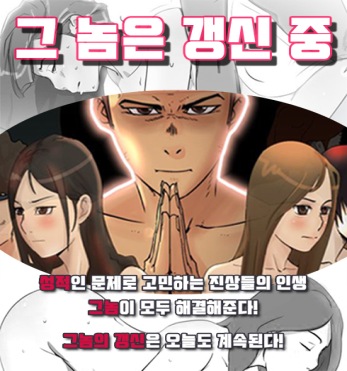 그 놈은 갱신 중
성적인 문제로 고민하는 진상들의 인생
그놈이 모두 해결해준다!
그놈의 갱신은 오늘도 계속된다!